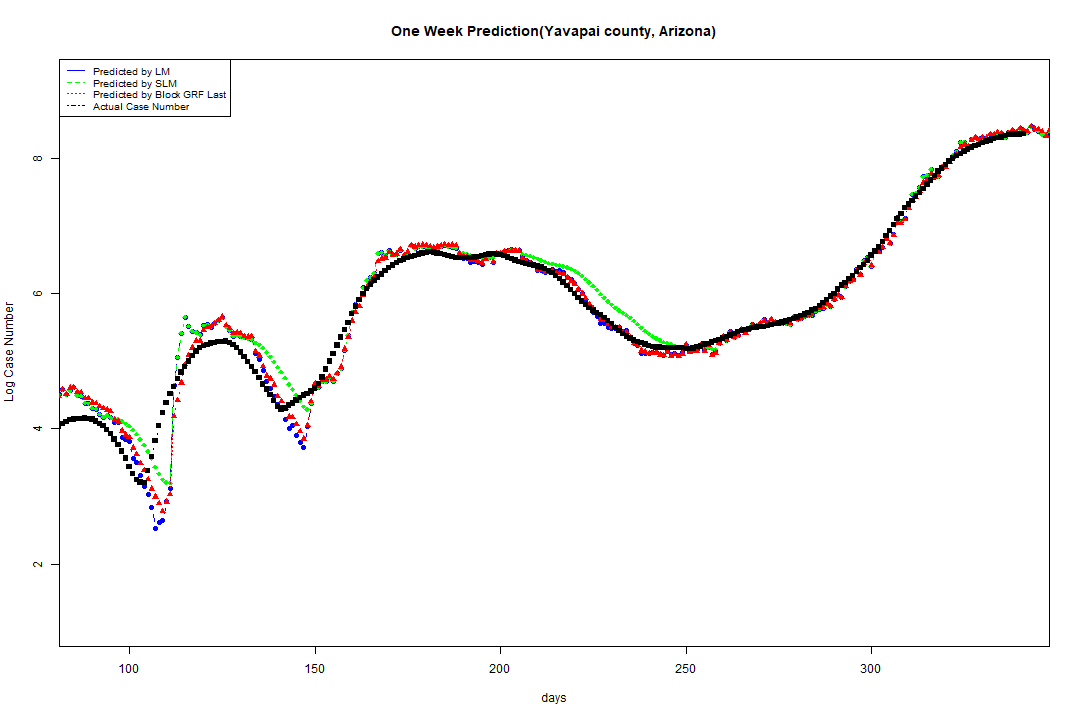 One Week Prediction(Yavapai county, Arizona)
Predicted by LM
Predicted by SLM
Predicted by Block GRF Last
Actual Case Number
Log Case Number
8
6
4
2
100 150 200 250 300
days